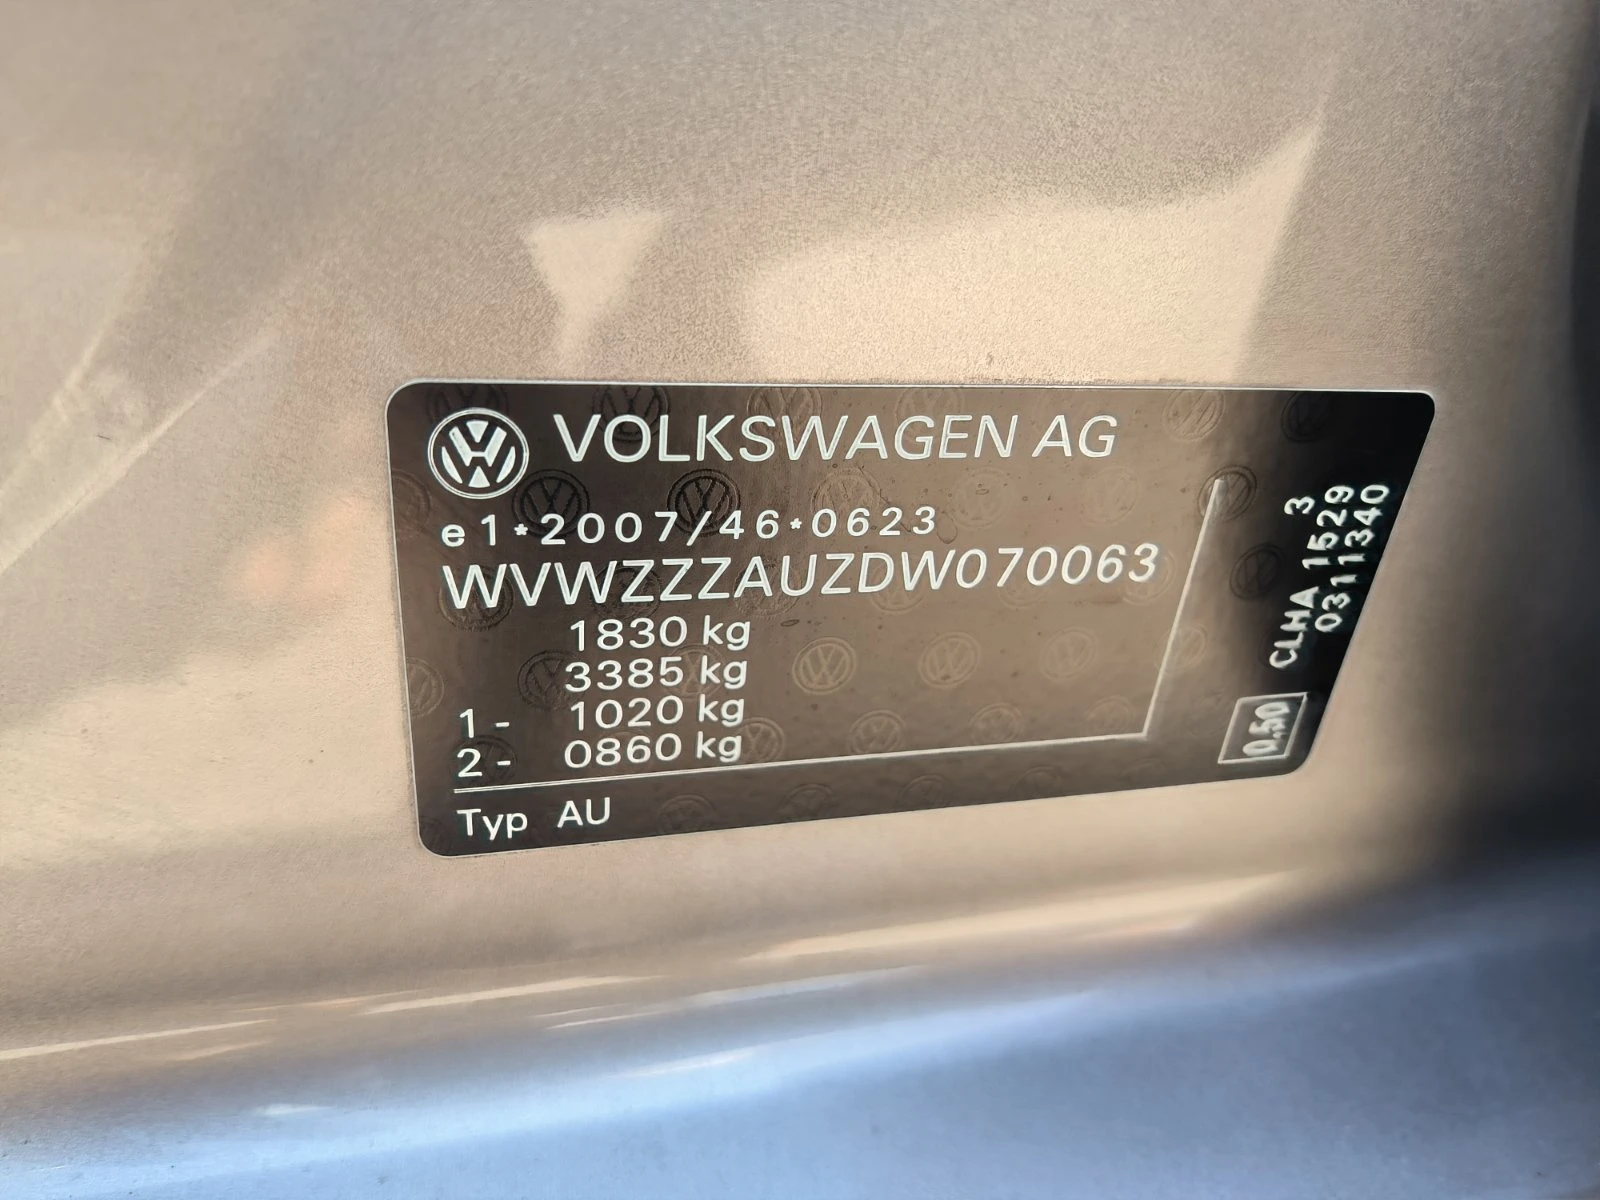 VOLKSWAGEN AG
e1*2007/46*0623
WVWZZZAUZDW070063
1830 kg
3385 kg
1- 1020 kg
2- 0860 kg
Typ AU
3
CLHA 1529
0311340
0.50